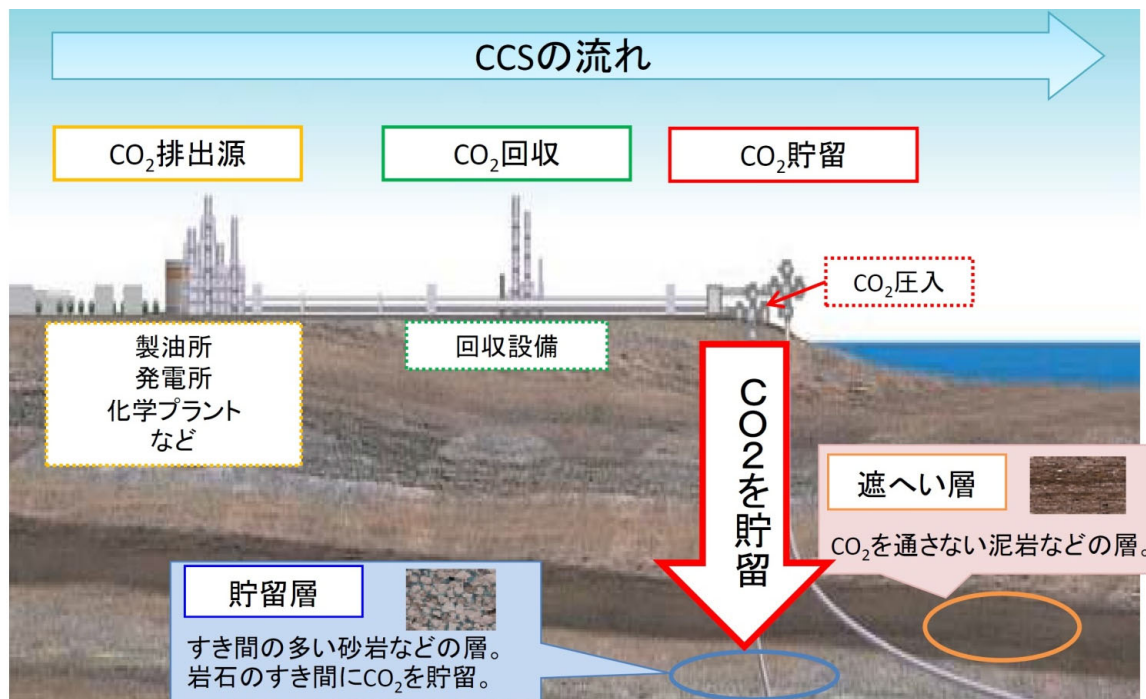 CCSの流れ
CO₂排出源
CO₂回収
CO₂貯留
CO₂圧入
製油所
発電所
化学プラント
など
回収設備
CO2を貯留
遮へい層
CO₂を通さない泥岩などの層。
貯留層
すき間の多い砂岩などの層。
岩石のすき間にCO₂を貯留。